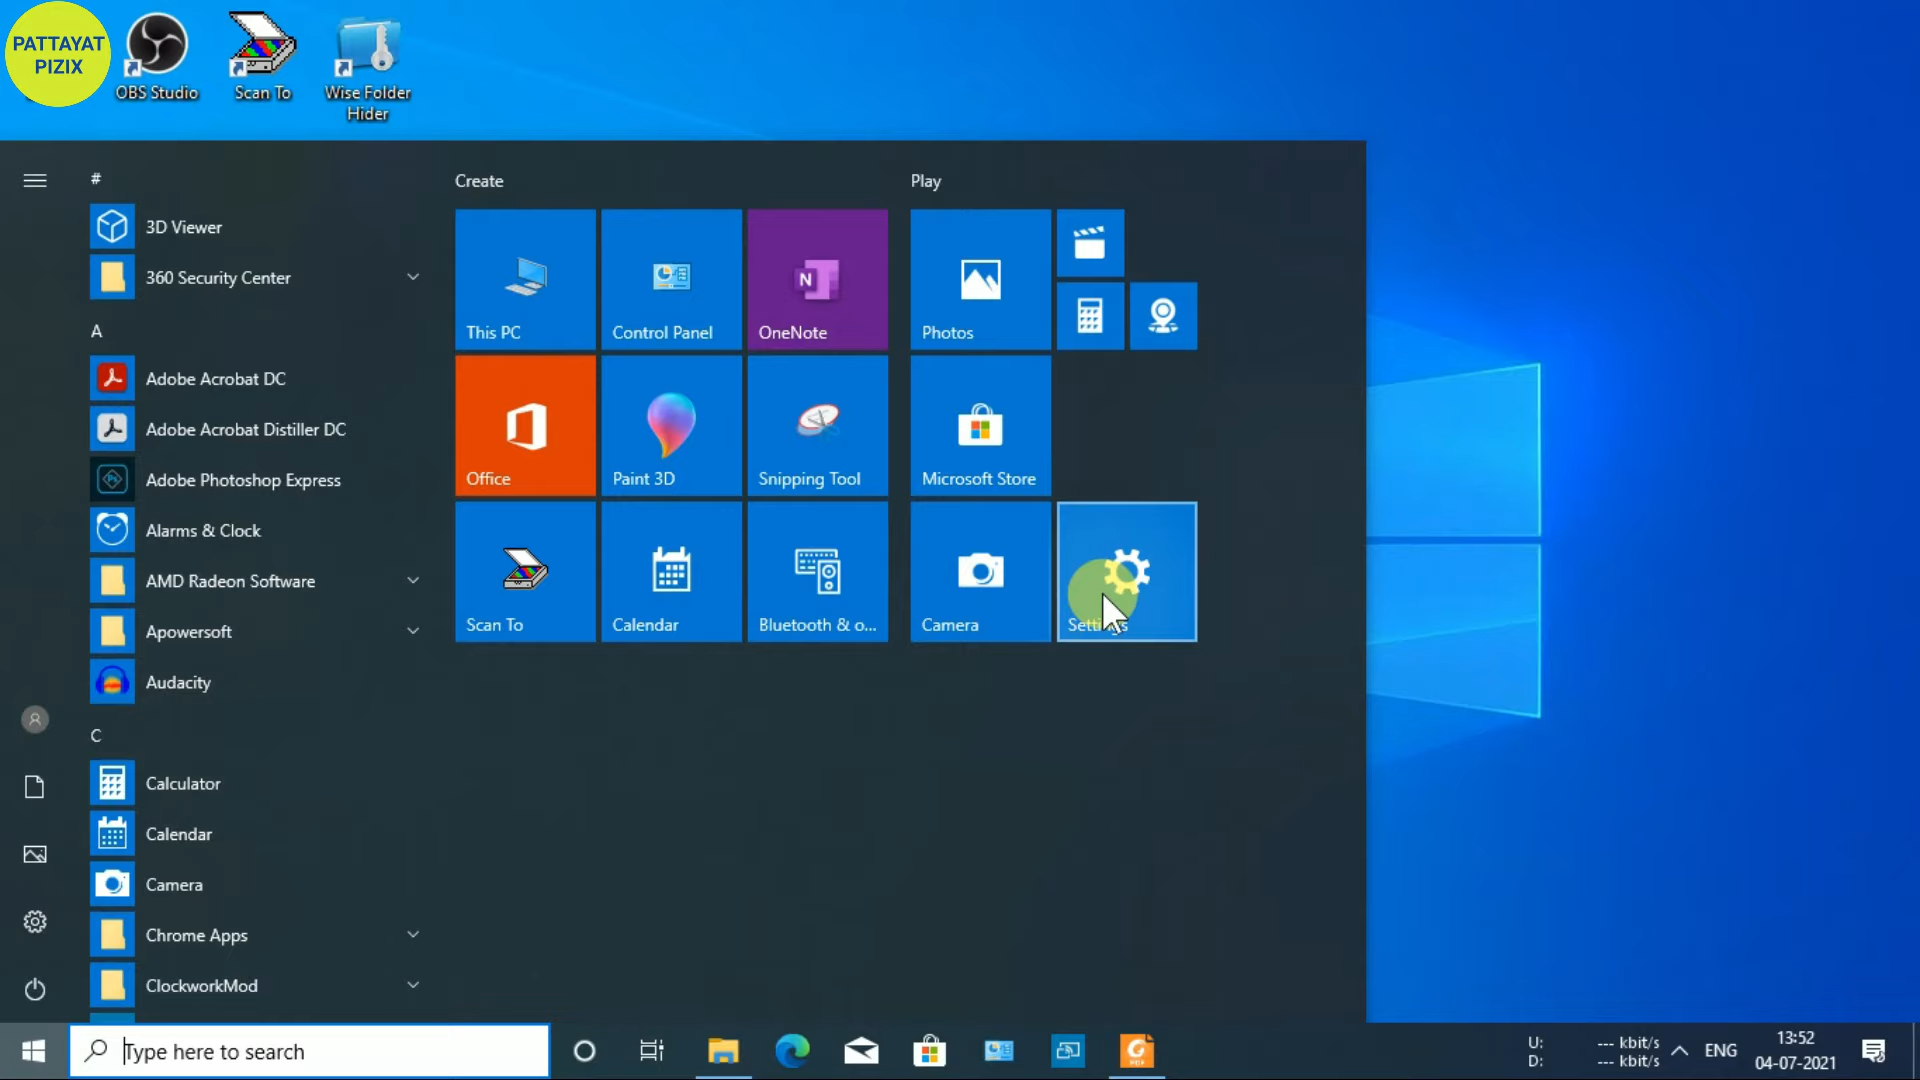 PATTAYAT
PIZIX
OBS Studio
Scan To
Wise Folder
Hider
#
3D Viewer
360 Security Center
A
Adobe Acrobat DC
Adobe Acrobat Distiller DC
Adobe Photoshop Express
Alarms & Clock
AMD Radeon Software
Apowersoft
Audacity
C
Calculator
Calendar
Camera
Chrome Apps
ClockworkMod
Create
This PC
Control Panel
N
OneNote
Office
Paint 3D
Snipping Tool
Scan To
Calendar
Bluetooth & o...
Play
Photos
Microsoft Store
Camera
Settings
Type here to search
U: --- kbit/s
D: --- kbit/s
ENG
13:52
04-07-2021